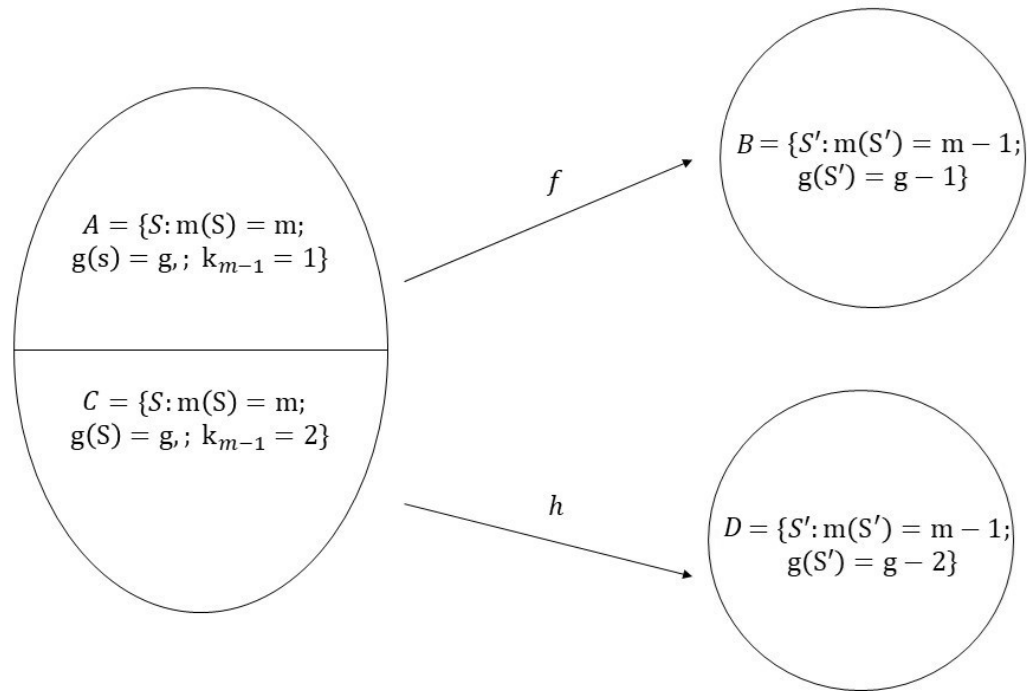 A = {S: m(S) = m;
g(s) = g,; k_{m−1} = 1}
C = {S: m(S) = m;
g(S) = g,; k_{m−1} = 2}
f
h
B = {S′: m(S′) = m − 1;
g(S′) = g − 1}
D = {S′: m(S′) = m − 1;
g(S′) = g − 2}